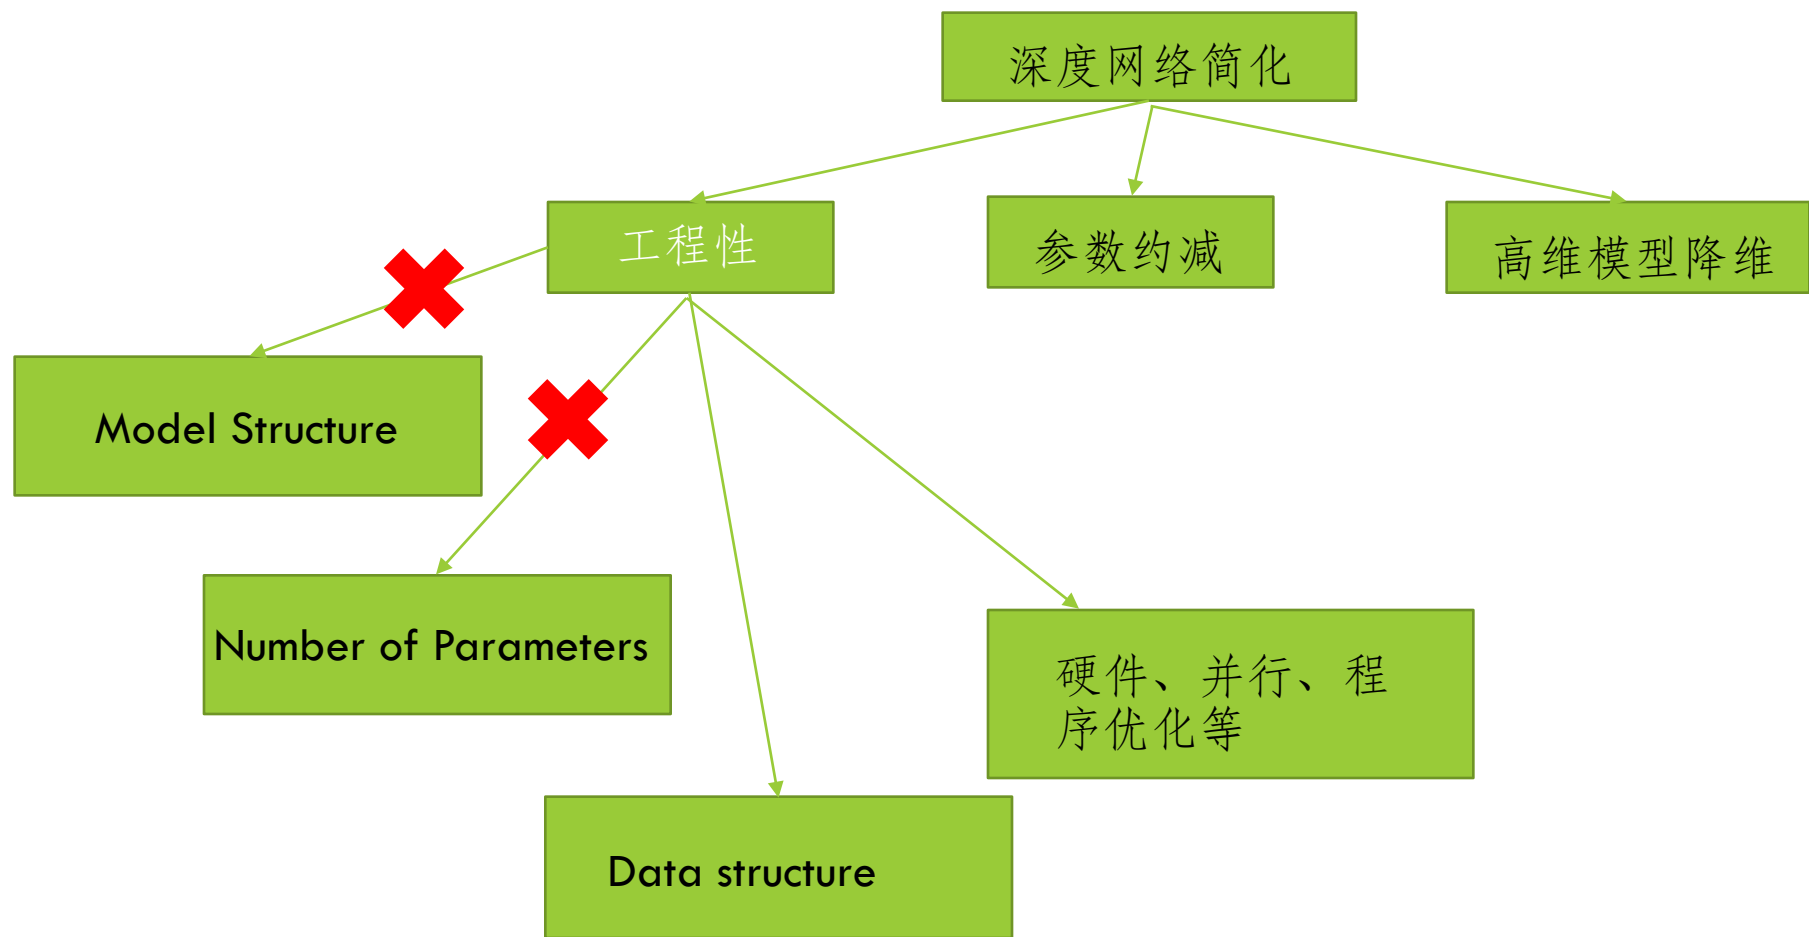 深度网络简化
工程性
参数约减
高维模型降维
Model Structure
Number of Parameters
硬件、并行、程
序优化等
Data structure